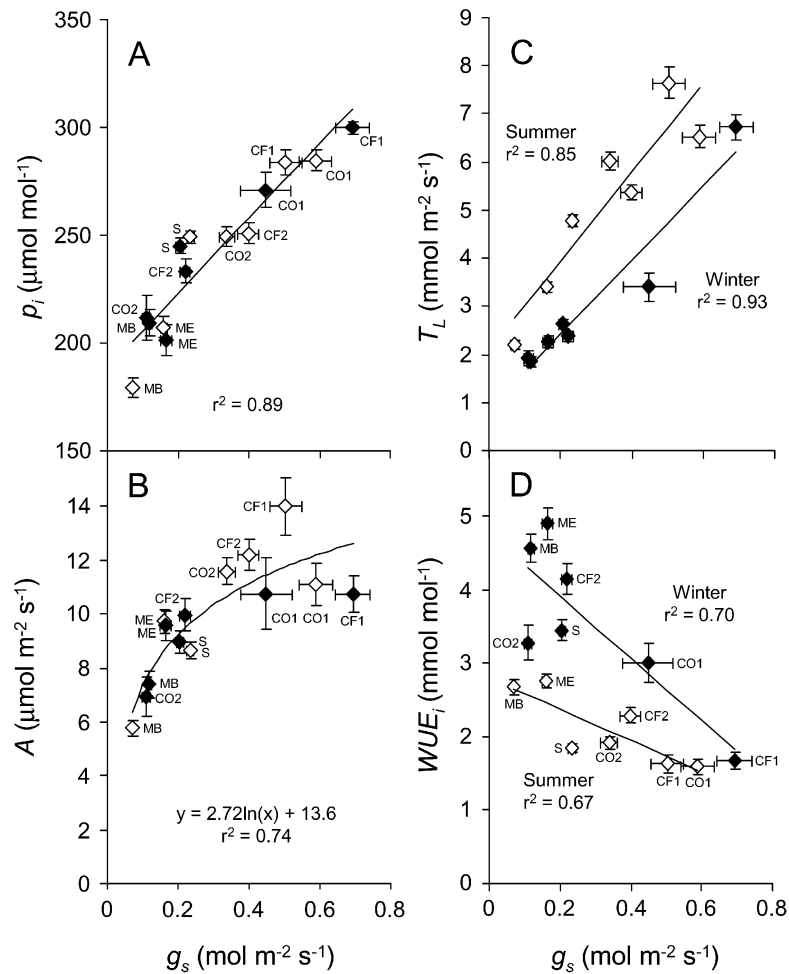 A
350
300
250
200
150
p_i (μmol mol⁻¹)
CF1
CF1
CO1
CO1
S
S
CO2
CF2
CF2
CO2
MB
ME
ME
MB
r² = 0.89
C
9
8
7
6
5
4
3
2
1
0
T_L (mmol m⁻² s⁻¹)
Summer
r² = 0.85
Winter
r² = 0.93
B
14
12
10
8
6
4
2
0
A (μmol m⁻² s⁻¹)
CF1
CF2
CO2
CF2
ME
ME
CO1
CO1
CF1
S
S
MB
CO2
MB
y = 2.72ln(x) + 13.6
r² = 0.74
0
0.2
0.4
0.6
0.8
g_s (mol m⁻² s⁻¹)
D
5
4
3
2
1
0
WUE_i (mmol mol⁻¹)
ME
MB
CF2
Winter
r² = 0.70
S
CO2
CO1
ME
MB
CF2
S
CO2
CF1
CO1
CF1
Summer
r² = 0.67
0
0.2
0.4
0.6
0.8
g_s (mol m⁻² s⁻¹)